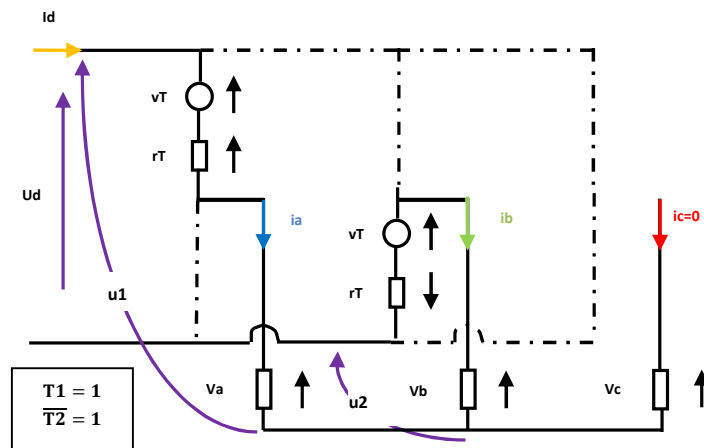 Id
vT
rT
Ud
ia
ib
ic=0
vT
rT
u1
T1 = 1
T2̅ = 1
Va
u2
Vb
Vc